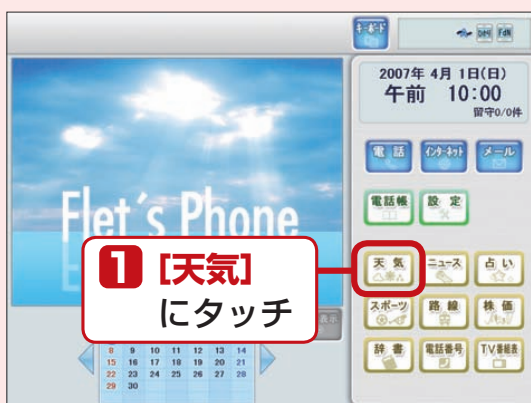 キーボード
DIAL FdN
2007年 4月 1日(日)
午前 10:00
留守0/0件
電話 インターネット メール
電話帳 設定
Flet's Phone
1 [天気]
にタッチ
天気 ニュース 占い
スポーツ 路線 株価
辞書 電話番号 TV番組表
表示
8 9 10 11 12 13 14
15 16 17 18 19 20 21
22 23 24 25 26 27 28
29 30